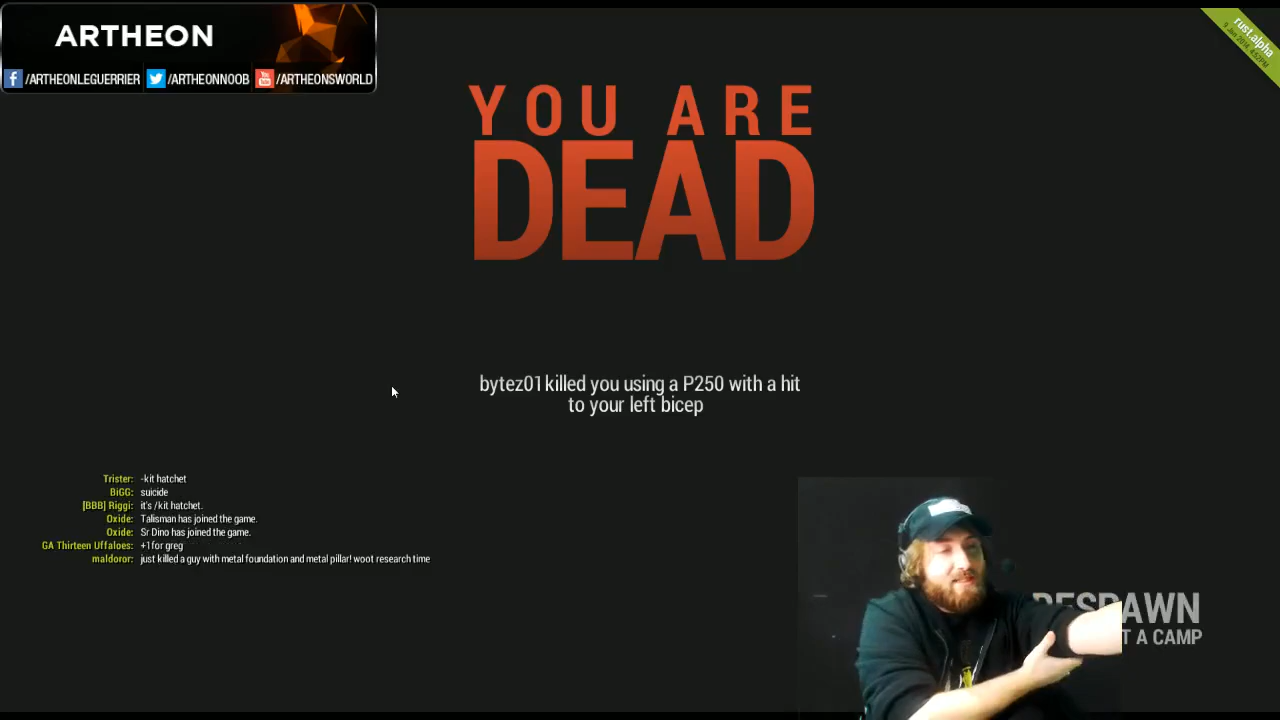 ARTHEON
/ARTHEONLEGUERRIER /ARTHEONNOOB /ARTHEONSWORLD
rust.alpha
YOU ARE
DEAD
bytez01 killed you using a P250 with a hit
to your left bicep
Trister: -kit hatchet
BiGG: suicide
[BBB] Riggi: it's /kit hatchet.
Oxide: Talisman has joined the game.
Oxide: Sr Dino has joined the game.
GA Thirteen Uffaloes: +1 for greg
maldoror: just killed a guy with metal foundation and metal pillar! woot research time
RESPAWN
T A CAMP